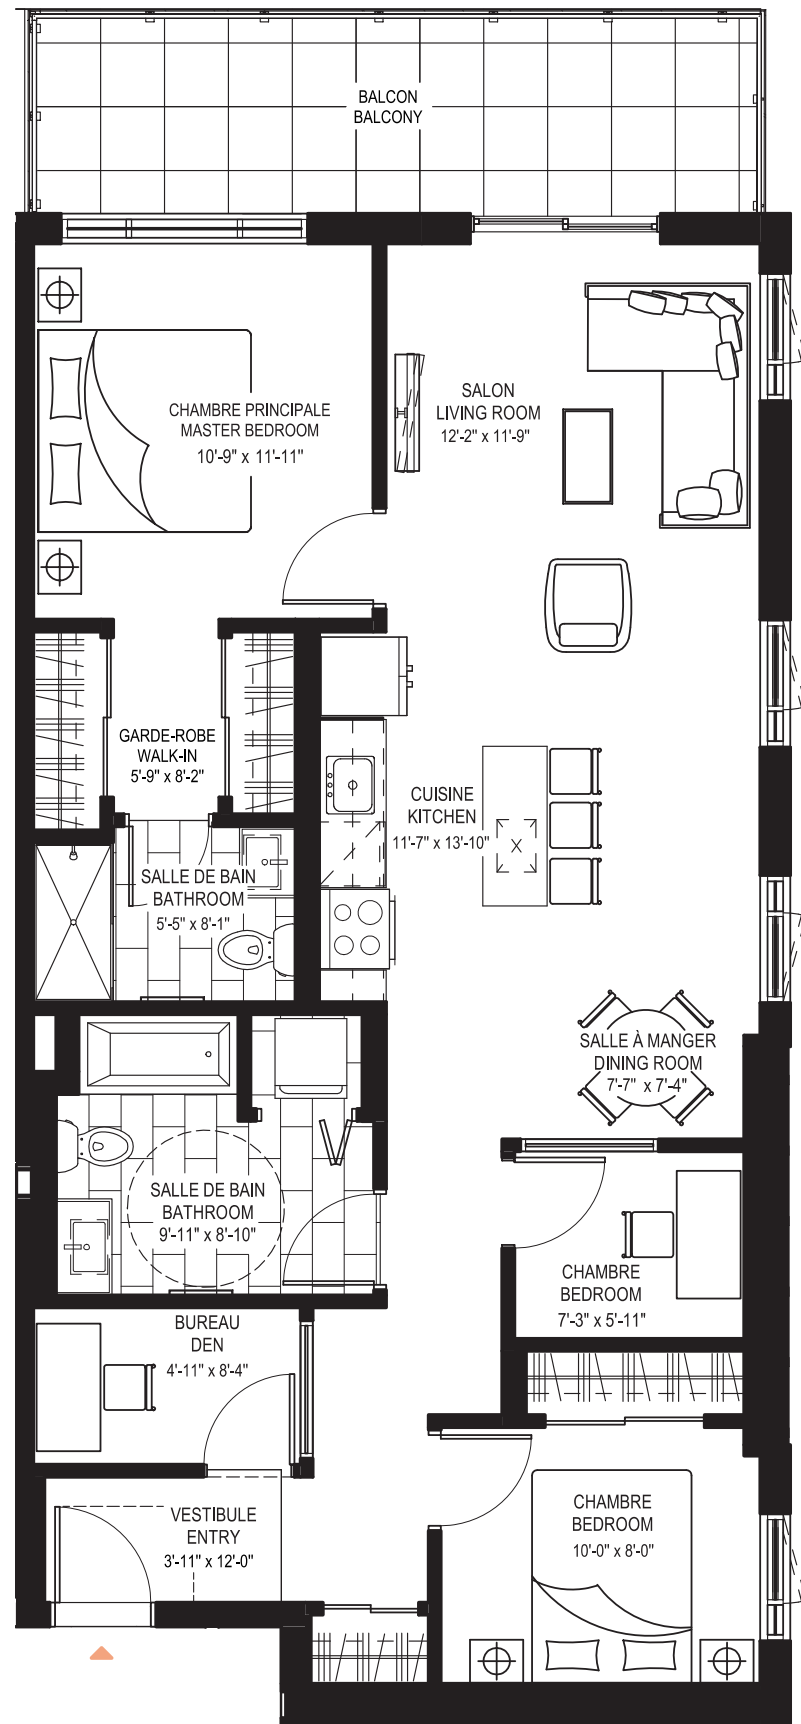 BALCON
BALCONY
CHAMBRE PRINCIPALE
MASTER BEDROOM
10'-9" x 11'-11"
SALON
LIVING ROOM
12'-2" x 11'-9"
GARDE-ROBE
WALK-IN
5'-9" x 8'-2"
CUISINE
KITCHEN
11'-7" x 13'-10"
SALLE DE BAIN
BATHROOM
5'-5" x 8'-1"
SALLE À MANGER
DINING ROOM
7'-7" x 7'-4"
SALLE DE BAIN
BATHROOM
9'-11" x 8'-10"
CHAMBRE
BEDROOM
7'-3" x 5'-11"
BUREAU
DEN
4'-11" x 8'-4"
VESTIBULE
ENTRY
3'-11" x 12'-0"
CHAMBRE
BEDROOM
10'-0" x 8'-0"